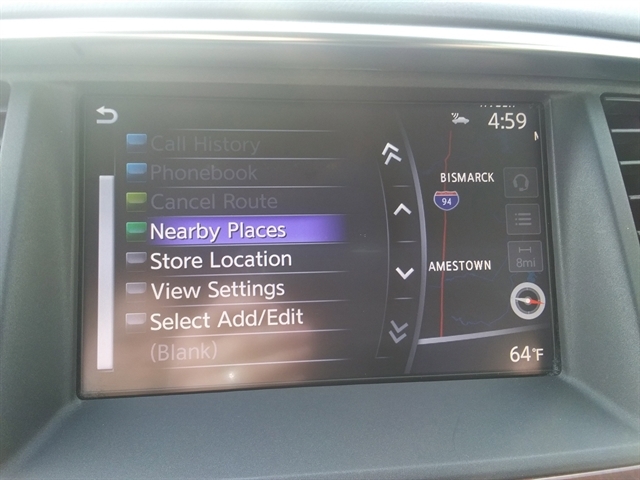 4:59
Call History
Phonebook
Cancel Route
Nearby Places
Store Location
View Settings
Select Add/Edit
(Blank)
BISMARCK
94
AMESTOWN
8mi
64°F